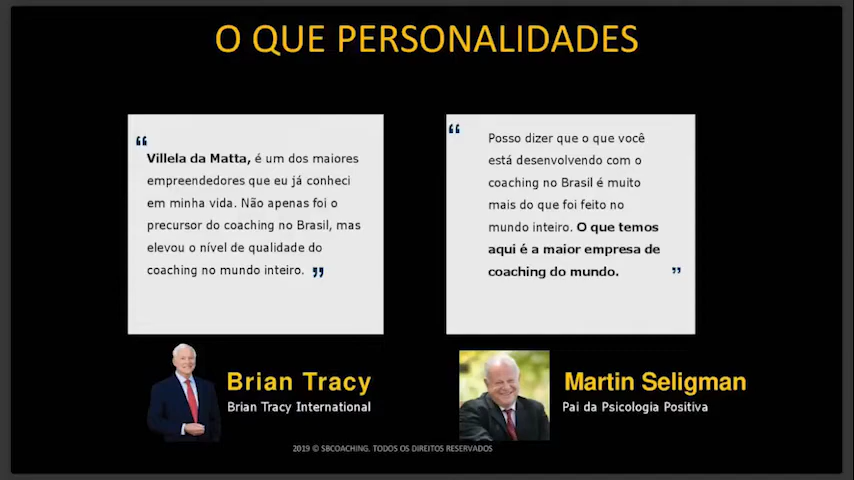 O QUE PERSONALIDADES
“
Villela da Matta, é um dos maiores
empreendedores que eu já conheci
em minha vida. Não apenas foi o
precursor do coaching no Brasil, mas
elevou o nível de qualidade do
coaching no mundo inteiro. ”
Brian Tracy
Brian Tracy International
“
Posso dizer que o que você
está desenvolvendo com o
coaching no Brasil é muito
mais do que foi feito no
mundo inteiro. O que temos
aqui é a maior empresa de
coaching do mundo. ”
Martin Seligman
Pai da Psicologia Positiva
2019 © SBCOACHING. TODOS OS DIREITOS RESERVADOS